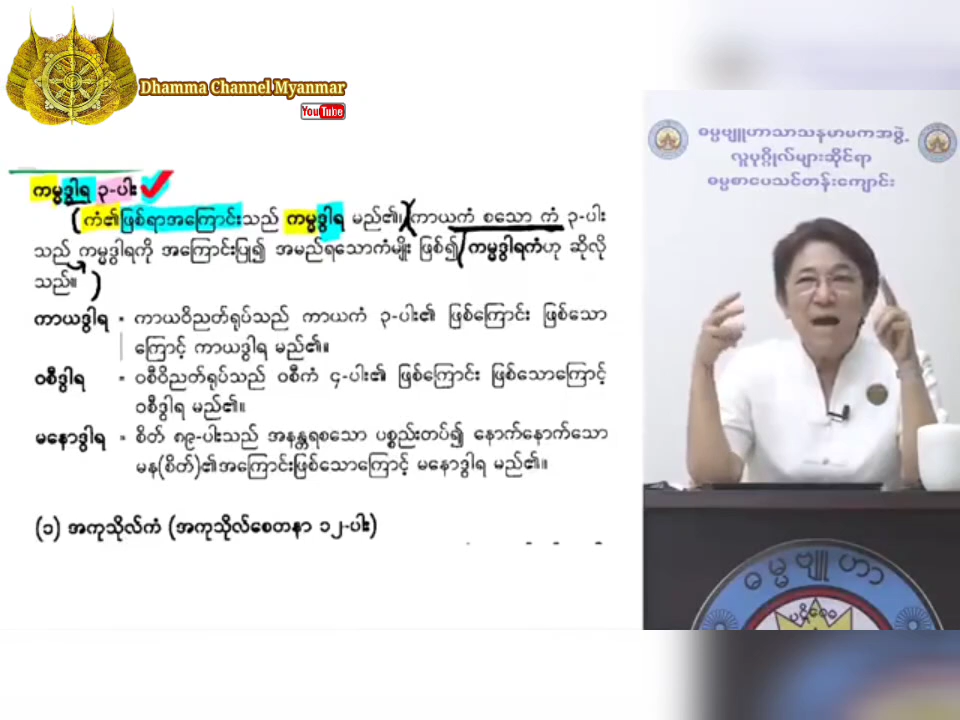 Dhamma Channel Myanmar
YouTube
ကမ္မဒွါရ ၃-ပါး
ကံ၏ဖြစ်ရာအကြောင်းသည် ကမ္မဒွါရ မည်၏၊ ကာယကံ စသော ကံ ၃-ပါး
သည် ကမ္မဒွါရကို အကြောင်းပြု၍ အမည်ရသောကံမျိုး ဖြစ်၍ ကမ္မဒွါရကံဟု ဆိုလို
သည်။
ကာယဒွါရ - ကာယဝိညတ်ရုပ်သည် ကာယကံ ၃-ပါး၏ ဖြစ်ကြောင်း ဖြစ်သော
ကြောင့် ကာယဒွါရ မည်၏။
ဝစီဒွါရ - ဝစီဝိညတ်ရုပ်သည် ဝစီကံ ၄-ပါး၏ ဖြစ်ကြောင်း ဖြစ်သောကြောင့်
ဝစီဒွါရ မည်၏။
မနောဒွါရ - စိတ် ၈၉-ပါးသည် အနန္တရစသော ပစ္စည်းတပ်၍ နောက်နောက်သော
မန(စိတ်)၏အကြောင်းဖြစ်သောကြောင့် မနောဒွါရ မည်၏။
(၁) အကုသိုလ်ကံ (အကုသိုလ်စေတနာ ၁၂-ပါး)
ဓမ္မဗျူဟာသာသနာမာမကအဖွဲ့
လူပုဂ္ဂိုလ်များဆိုင်ရာ
ဓမ္မစာပေသင်တန်းကျောင်း
ဓမ္မဗျူဟာ